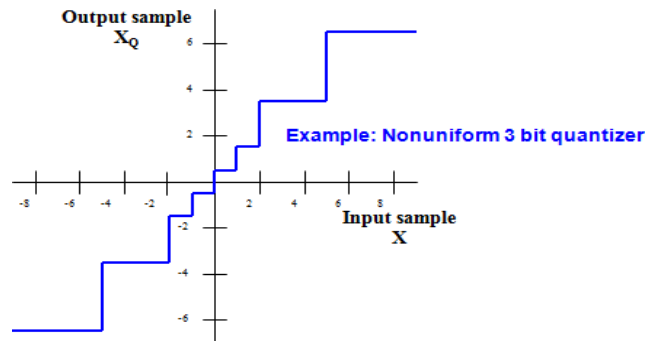 Output sample
X_Q
6
4
2
Example: Nonuniform 3 bit quantizer
-8 -6 -4 -2 2 4 6 8
Input sample
X
-2
-4
-6